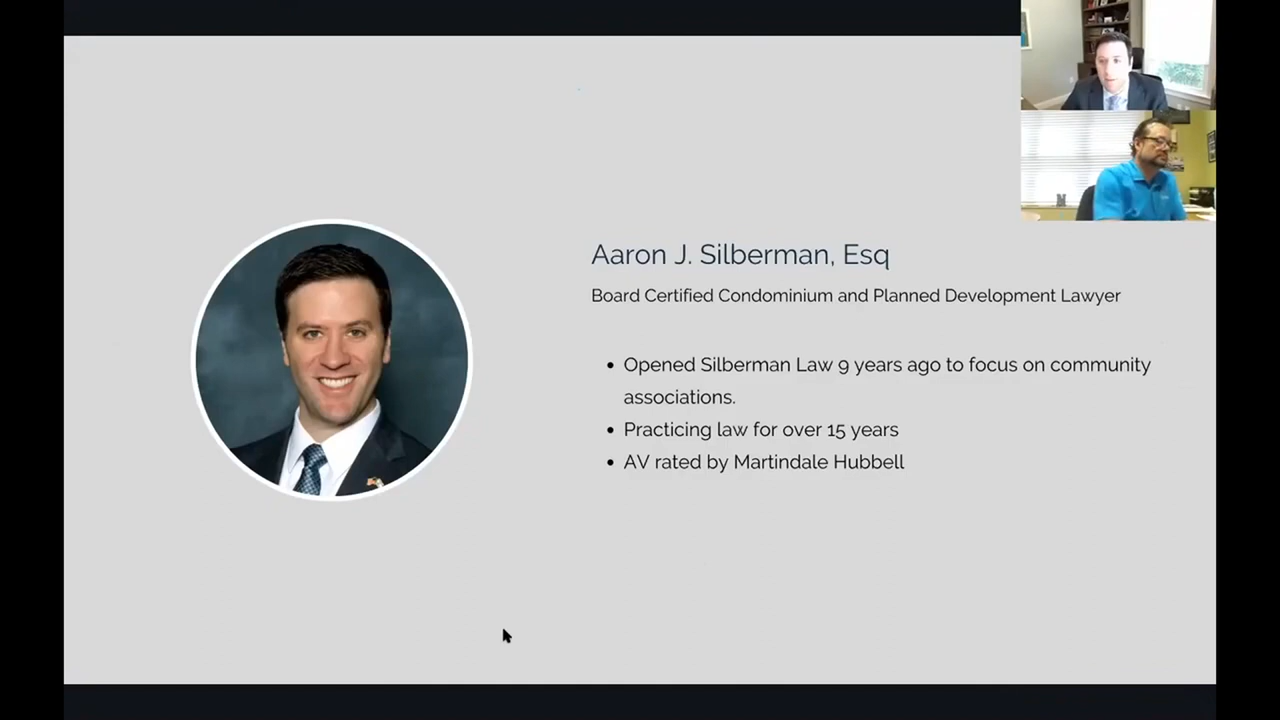 Aaron J. Silberman, Esq
Board Certified Condominium and Planned Development Lawyer
• Opened Silberman Law 9 years ago to focus on community
associations.
• Practicing law for over 15 years
• AV rated by Martindale Hubbell